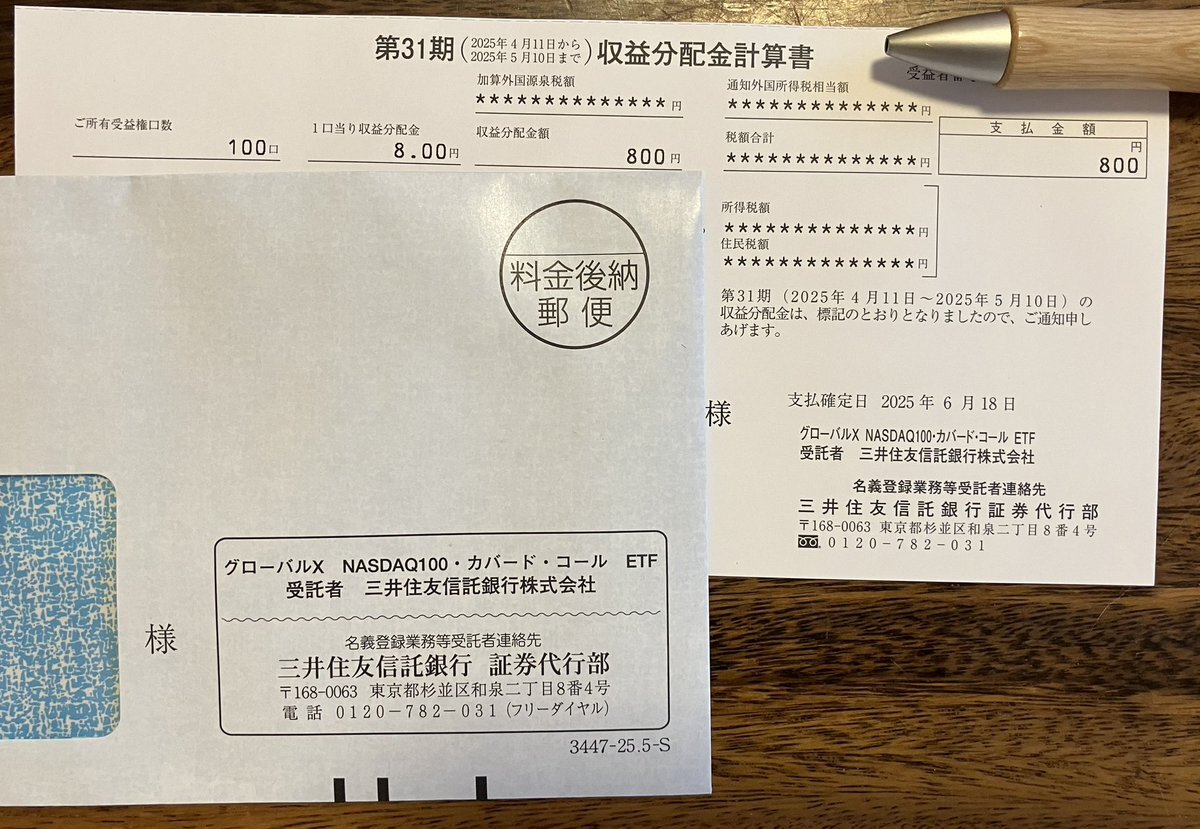 第31期(2025年4月11日から 2025年5月10日まで)収益分配金計算書
加算外国源泉税額
**************円
通知外国所得税相当額
**************円
ご所有受益権口数
100口
1口当り収益分配金
8.00円
収益分配金額
800円
税額合計
**************円
支払金額
円
800
所得税額
**************円
住民税額
**************円
第31期(2025年4月11日~2025年5月10日)の
収益分配金は、標記のとおりとなりましたので、ご通知申し
あげます。
様
支払確定日 2025年6月18日
グローバルX NASDAQ100・カバード・コール ETF
受託者 三井住友信託銀行株式会社
名義登録業務等受託者連絡先
三井住友信託銀行証券代行部
〒168-0063 東京都杉並区和泉二丁目8番4号
0120-782-031
料金後納
郵便
様
グローバルX NASDAQ100・カバード・コール ETF
受託者 三井住友信託銀行株式会社
名義登録業務等受託者連絡先
三井住友信託銀行 証券代行部
〒168-0063 東京都杉並区和泉二丁目8番4号
電話 0120-782-031(フリーダイヤル)
3447-25.5-S